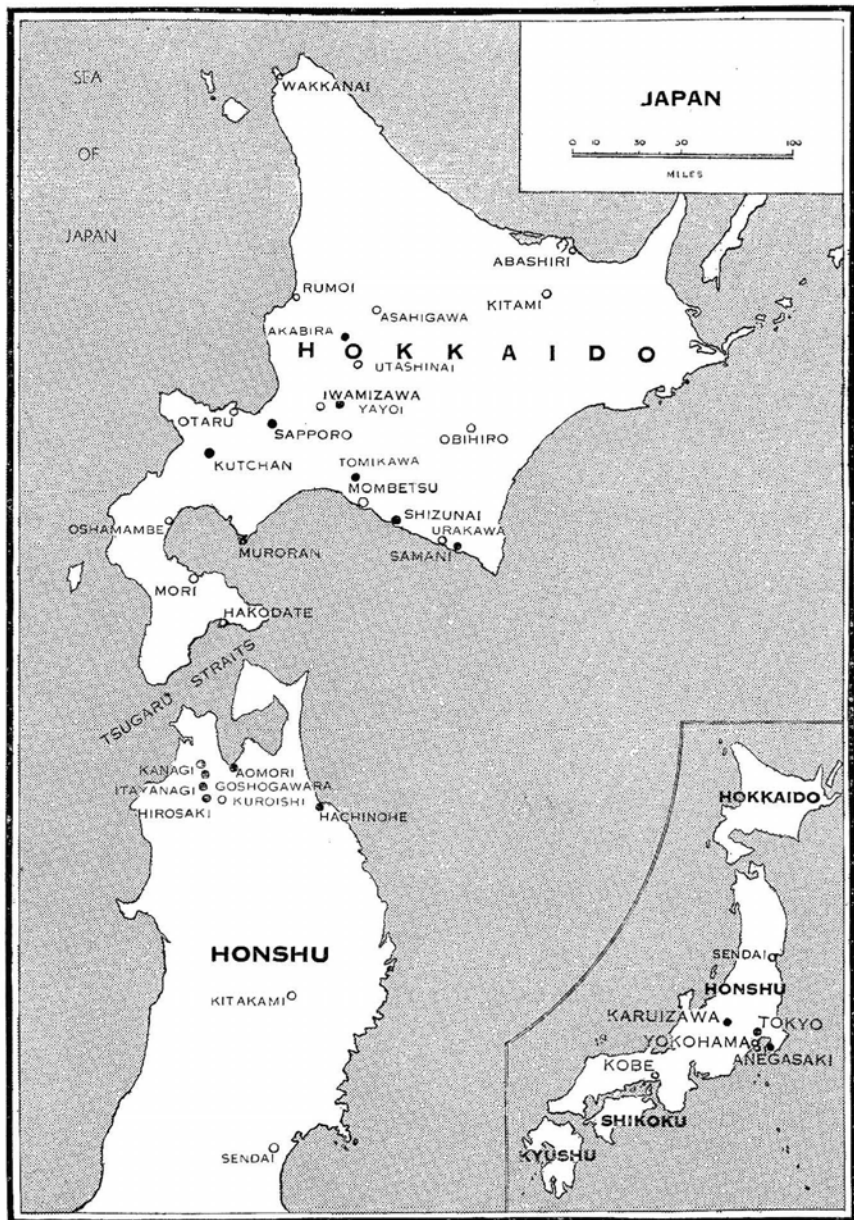 SEA
OF
JAPAN
JAPAN
0 10 30 50 100
MILES
WAKKANAI
ABASHIRI
RUMOI
KITAMI
ASAHIGAWA
AKABIRA
HOKKAIDO
UTASHINAI
IWAMIZAWA
YAYOI
OTARU
SAPPORO
OBIHIRO
KUTCHAN
TOMIKAWA
MOMBETSU
SHIZUNAI
OSHAMAMBE
URAKAWA
MURORAN
SAMANI
MORI
HAKODATE
TSUGARU STRAITS
KANAGI
AOMORI
ITAYANAGI
GOSHOGAWARA
KUROISHI
HIROSAKI
HACHINOHE
HONSHU
KITAKAMI
SENDAI
HOKKAIDO
SENDAI
HONSHU
KARUIZAWA
TOKYO
YOKOHAMA
ANEGASAKI
KOBE
SHIKOKU
KYUSHU